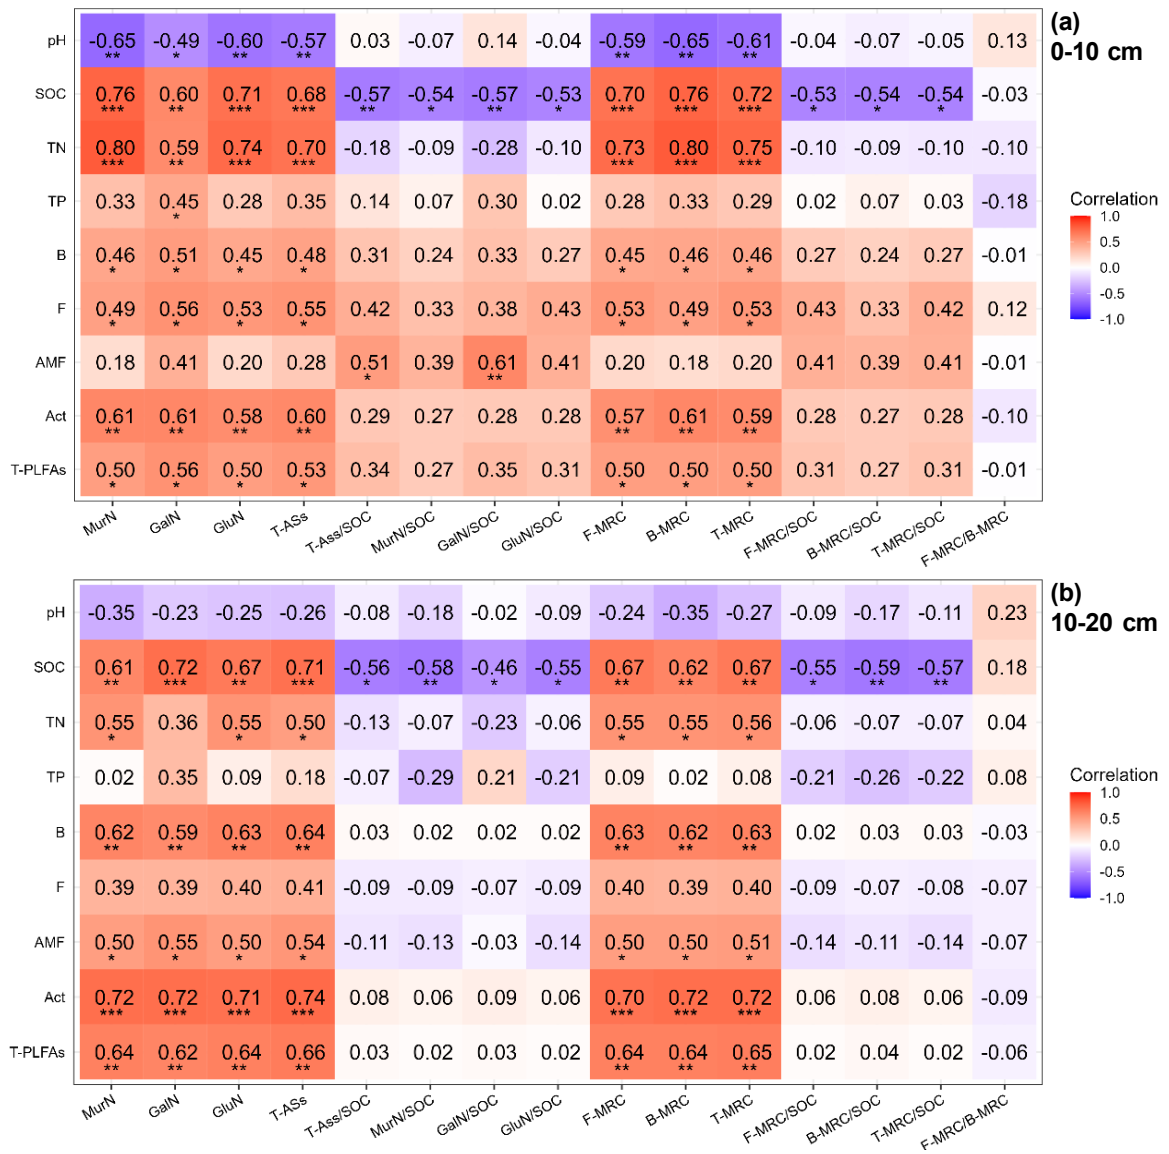 (a)
0-10 cm
pH -0.65 -0.49 -0.60 -0.57 0.03 -0.07 0.14 -0.04 -0.59 -0.65 -0.61 -0.04 -0.07 -0.05 0.13
** * ** ** ** ** **
SOC 0.76 0.60 0.71 0.68 -0.57 -0.54 -0.57 -0.53 0.70 0.76 0.72 -0.53 -0.54 -0.54 -0.03
*** ** *** *** ** * ** * *** *** *** * * *
TN 0.80 0.59 0.74 0.70 -0.18 -0.09 -0.28 -0.10 0.73 0.80 0.75 -0.10 -0.09 -0.10 -0.10
*** ** *** *** *** *** ***
TP 0.33 0.45 0.28 0.35 0.14 0.07 0.30 0.02 0.28 0.33 0.29 0.02 0.07 0.03 -0.18
*
B 0.46 0.51 0.45 0.48 0.31 0.24 0.33 0.27 0.45 0.46 0.46 0.27 0.24 0.27 -0.01
* * * * * * *
F 0.49 0.56 0.53 0.55 0.42 0.33 0.38 0.43 0.53 0.49 0.53 0.43 0.33 0.42 0.12
* * * * * * *
AMF 0.18 0.41 0.20 0.28 0.51 0.39 0.61 0.41 0.20 0.18 0.20 0.41 0.39 0.41 -0.01
* **
Act 0.61 0.61 0.58 0.60 0.29 0.27 0.28 0.28 0.57 0.61 0.59 0.28 0.27 0.28 -0.10
** ** ** ** ** ** **
T-PLFAs 0.50 0.56 0.50 0.53 0.34 0.27 0.35 0.31 0.50 0.50 0.50 0.31 0.27 0.31 -0.01
* * * * * * *
MurN GalN GluN T-ASs T-Ass/SOC MurN/SOC GalN/SOC GluN/SOC F-MRC B-MRC T-MRC F-MRC/SOC B-MRC/SOC T-MRC/SOC F-MRC/B-MRC
Correlation
1.0
0.5
0.0
-0.5
-1.0
(b)
10-20 cm
pH -0.35 -0.23 -0.25 -0.26 -0.08 -0.18 -0.02 -0.09 -0.24 -0.35 -0.27 -0.09 -0.17 -0.11 0.23
SOC 0.61 0.72 0.67 0.71 -0.56 -0.58 -0.46 -0.55 0.67 0.62 0.67 -0.55 -0.59 -0.57 0.18
** *** ** *** * ** * * ** ** ** * ** **
TN 0.55 0.36 0.55 0.50 -0.13 -0.07 -0.23 -0.06 0.55 0.55 0.56 -0.06 -0.07 -0.07 0.04
* * * * * *
TP 0.02 0.35 0.09 0.18 -0.07 -0.29 0.21 -0.21 0.09 0.02 0.08 -0.21 -0.26 -0.22 0.08
B 0.62 0.59 0.63 0.64 0.03 0.02 0.02 0.02 0.63 0.62 0.63 0.02 0.03 0.03 -0.03
** ** ** ** ** ** **
F 0.39 0.39 0.40 0.41 -0.09 -0.09 -0.07 -0.09 0.40 0.39 0.40 -0.09 -0.07 -0.08 -0.07
AMF 0.50 0.55 0.50 0.54 -0.11 -0.13 -0.03 -0.14 0.50 0.50 0.51 -0.14 -0.11 -0.14 -0.07
* * * * * * *
Act 0.72 0.72 0.71 0.74 0.08 0.06 0.09 0.06 0.70 0.72 0.72 0.06 0.08 0.06 -0.09
*** *** *** *** *** *** ***
T-PLFAs 0.64 0.62 0.64 0.66 0.03 0.02 0.03 0.02 0.64 0.64 0.65 0.02 0.04 0.02 -0.06
** ** ** ** ** ** **
MurN GalN GluN T-ASs T-Ass/SOC MurN/SOC GalN/SOC GluN/SOC F-MRC B-MRC T-MRC F-MRC/SOC B-MRC/SOC T-MRC/SOC F-MRC/B-MRC
Correlation
1.0
0.5
0.0
-0.5
-1.0